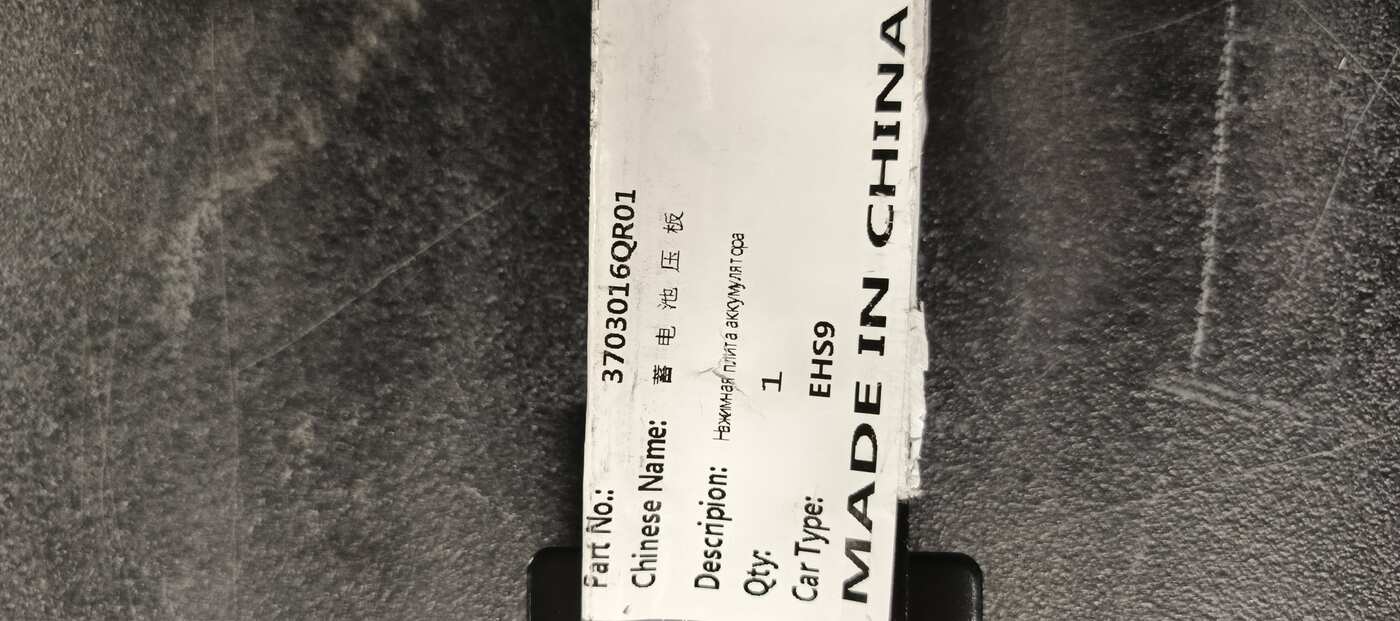 Part No.: 3703016QR01
Chinese Name: 蓄电池压板
Descripion: Нажимная плита аккумулятора
Qty: 1
Car Type: EHS9
MADE IN CHINA